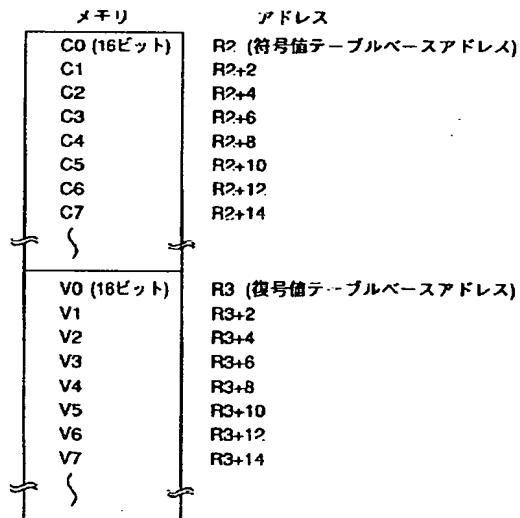 メモリ アドレス
C0 (16ビット) R2 (符号値テーブルベースアドレス)
C1 R2+2
C2 R2+4
C3 R2+6
C4 R2+8
C5 R2+10
C6 R2+12
C7 R2+14
V0 (16ビット) R3 (復号値テーブルベースアドレス)
V1 R3+2
V2 R3+4
V3 R3+6
V4 R3+8
V5 R3+10
V6 R3+12
V7 R3+14